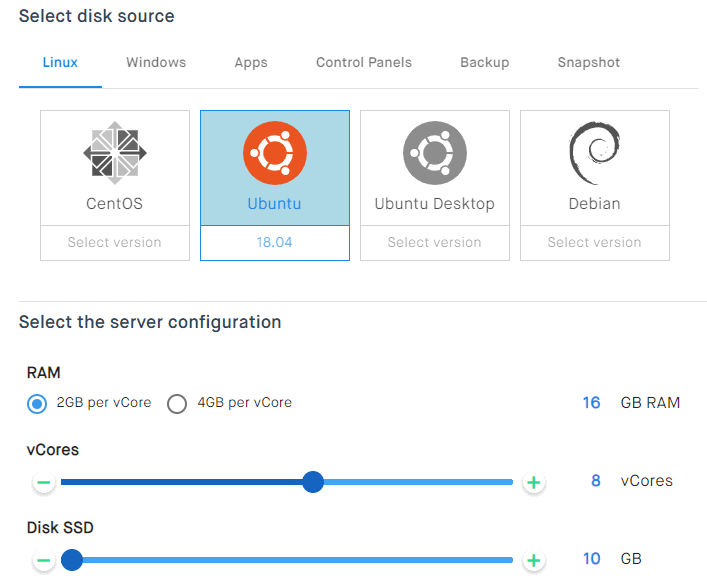 Select disk source
Linux Windows Apps Control Panels Backup Snapshot
CentOS Ubuntu Ubuntu Desktop Debian
Select version 18.04 Select version Select version
Select the server configuration
RAM
2GB per vCore 4GB per vCore 16 GB RAM
vCores
8 vCores
Disk SSD
10 GB